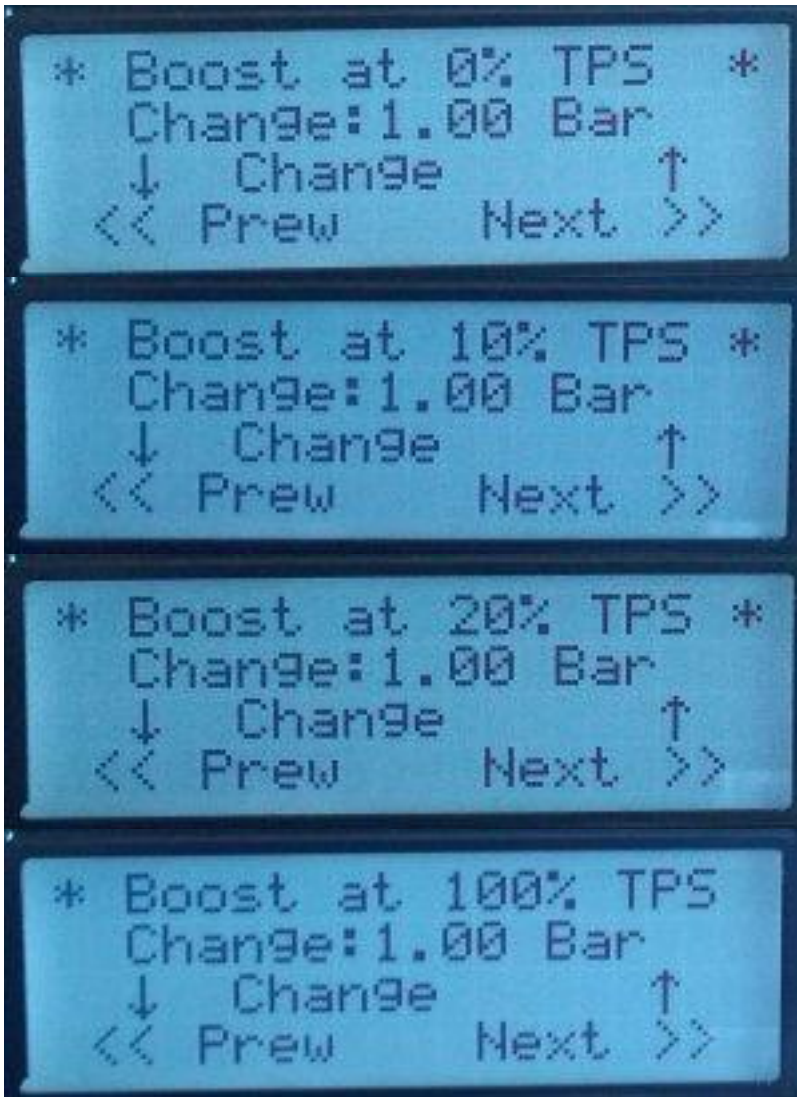 * Boost at 0% TPS *
Change:1.00 Bar
↓ Change ↑
<< Prew Next >>
* Boost at 10% TPS *
Change:1.00 Bar
↓ Change ↑
<< Prew Next >>
* Boost at 20% TPS *
Change:1.00 Bar
↓ Change ↑
<< Prew Next >>
* Boost at 100% TPS
Change:1.00 Bar
↓ Change ↑
<< Prew Next >>